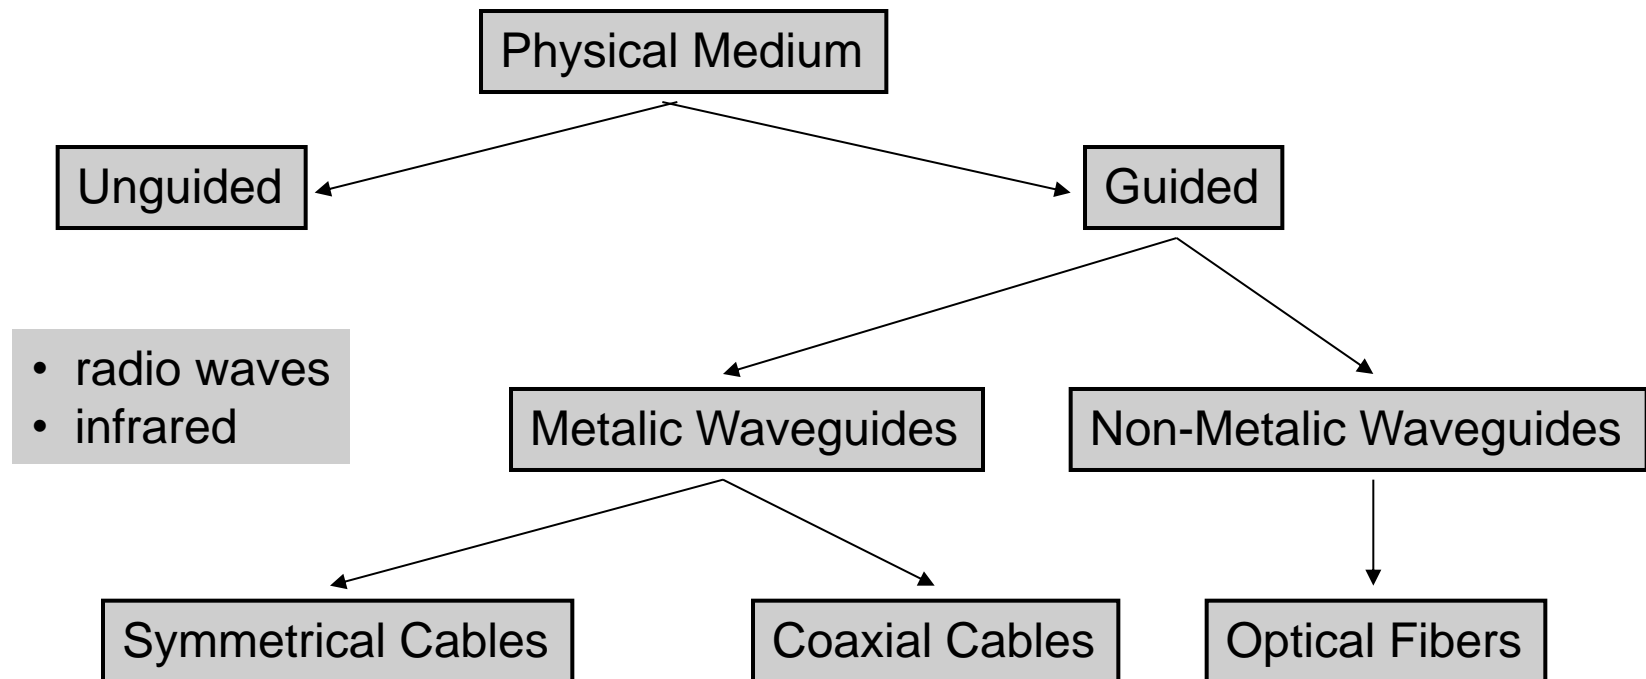 Physical Medium
Unguided
Guided
• radio waves
• infrared
Metalic Waveguides
Non-Metalic Waveguides
Symmetrical Cables
Coaxial Cables
Optical Fibers